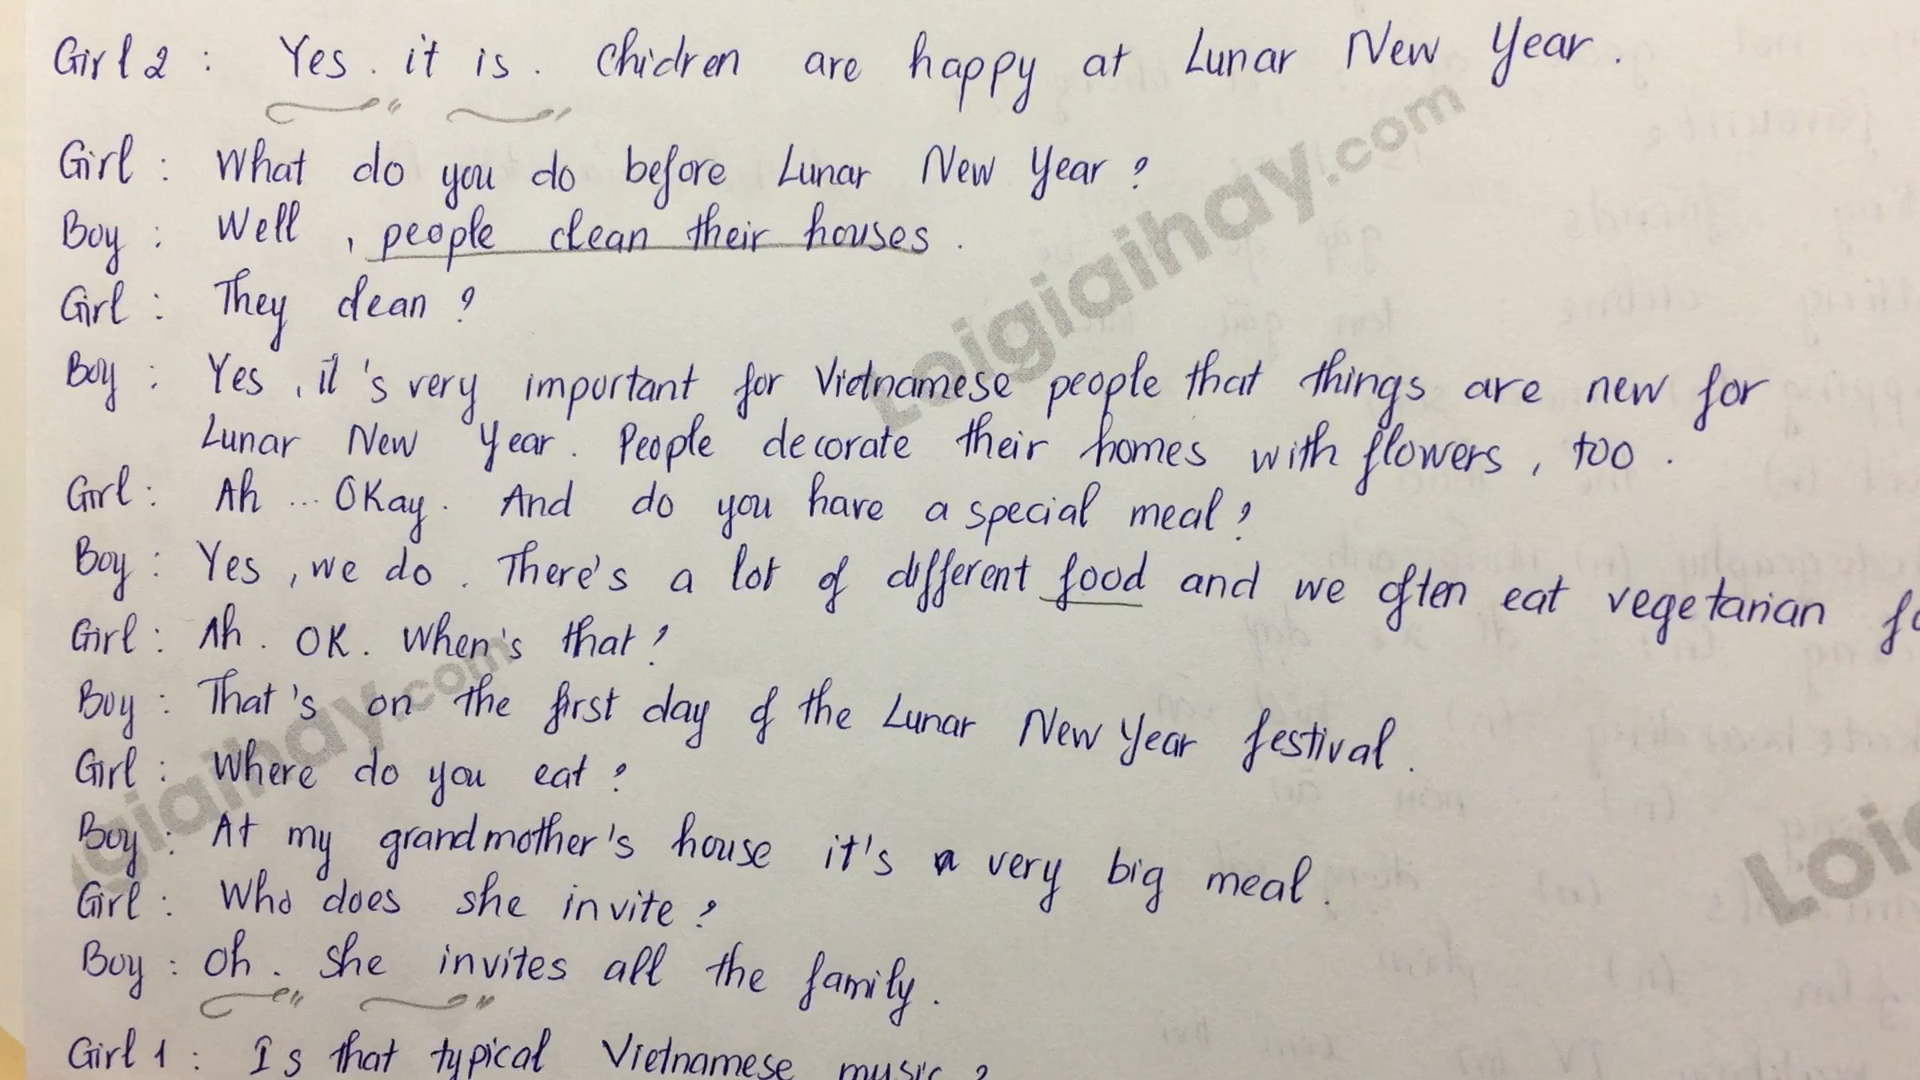 Girl 2 : Yes. it is. Chidren are happy at Lunar New Year.
Girl : What do you do before Lunar New Year ?
Boy : Well , people clean their houses .
Girl : They clean ?
Boy : Yes , it 's very important for Vietnamese people that things are new for
Lunar New Year . People decorate their homes with flowers , too .
Girl : Ah ... Okay . And do you have a special meal ?
Boy : Yes , we do . There's a lot of different food and we often eat vegetarian
Girl : Ah . OK . When's that ?
Boy : That 's on the first day of the Lunar New Year festival .
Girl : Where do you eat ?
Boy : At my grandmother's house it's a very big meal .
Girl : Who does she invite ?
Boy : Oh . She invites all the family .
Girl 1 : Is that typical Vietnamese music ?
Loigiaihay.com
giaihay.com
Loig